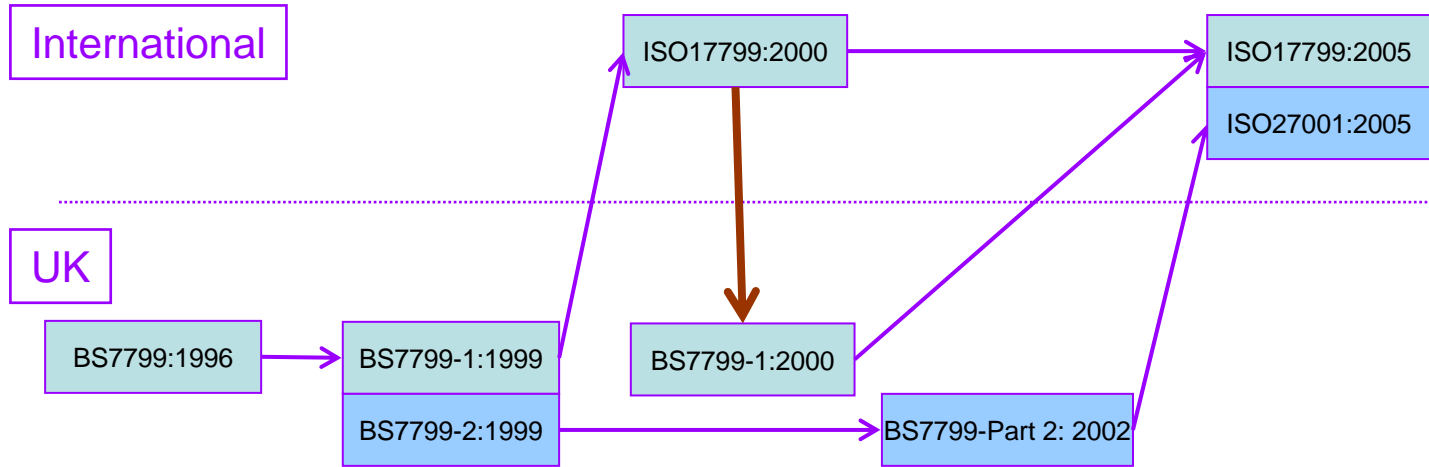 International
ISO17799:2000
ISO17799:2005
ISO27001:2005
UK
BS7799:1996
BS7799-1:1999
BS7799-1:2000
BS7799-2:1999
BS7799-Part 2: 2002